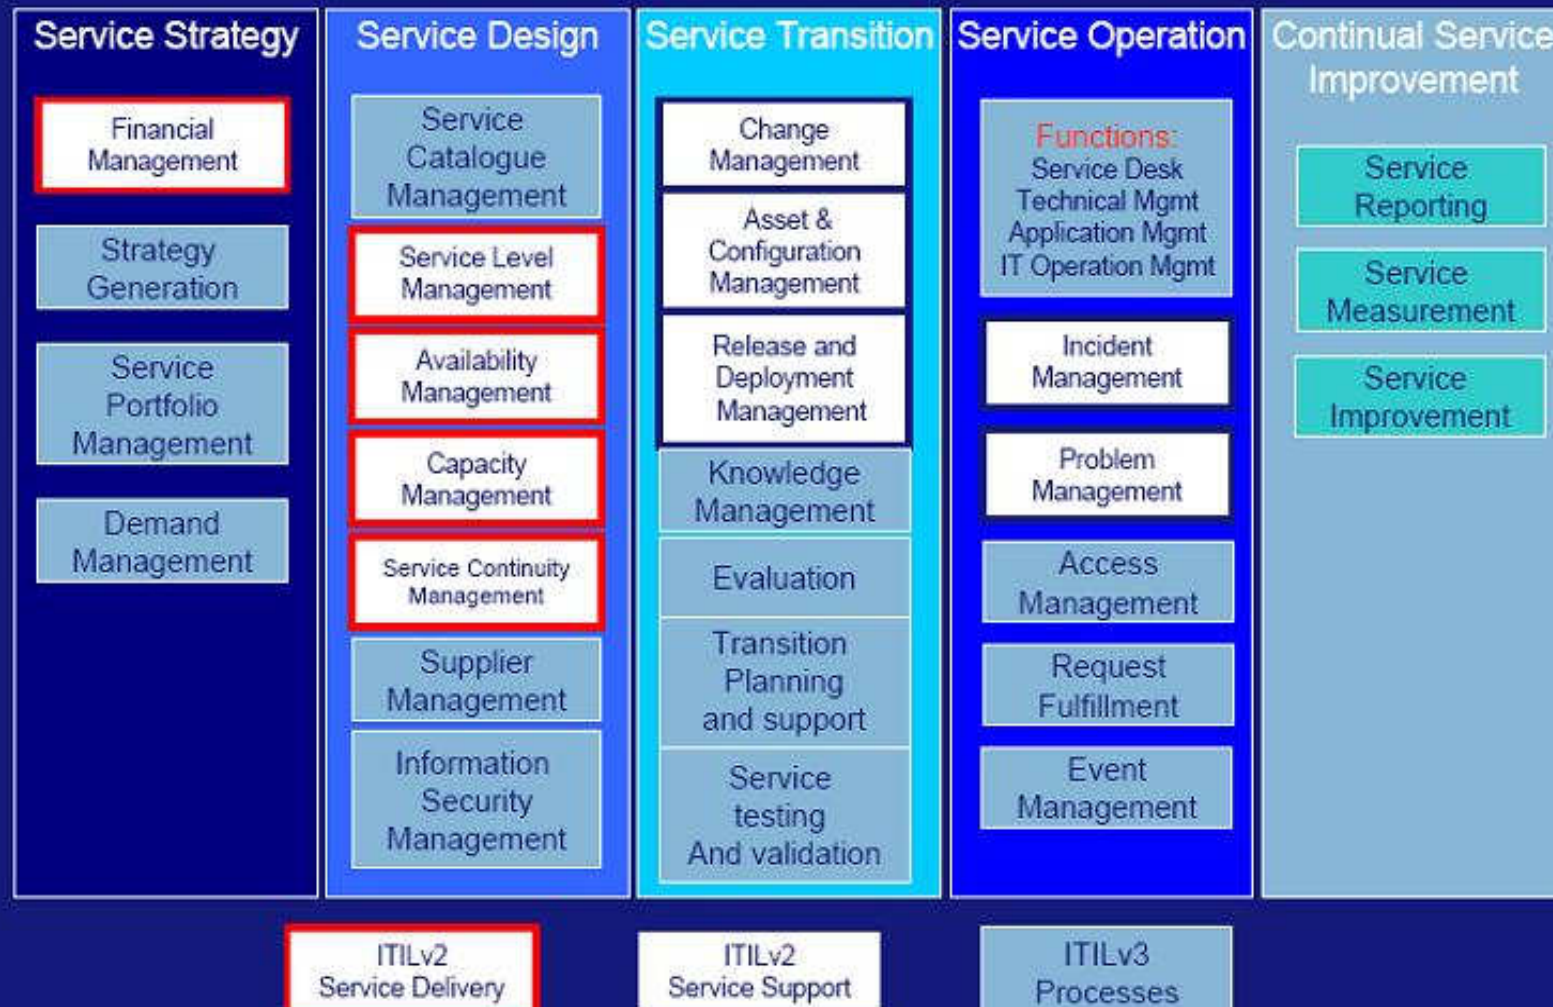 Service Strategy
Financial
Management
Strategy
Generation
Service
Portfolio
Management
Demand
Management
Service Design
Service
Catalogue
Management
Service Level
Management
Availability
Management
Capacity
Management
Service Continuity
Management
Supplier
Management
Information
Security
Management
Service Transition
Change
Management
Asset &
Configuration
Management
Release and
Deployment
Management
Knowledge
Management
Evaluation
Transition
Planning
and support
Service
testing
And validation
Service Operation
Functions:
Service Desk
Technical Mgmt
Application Mgmt
IT Operation Mgmt
Incident
Management
Problem
Management
Access
Management
Request
Fulfillment
Event
Management
Continual Service
Improvement
Service
Reporting
Service
Measurement
Service
Improvement
ITILv2
Service Delivery
ITILv2
Service Support
ITILv3
Processes